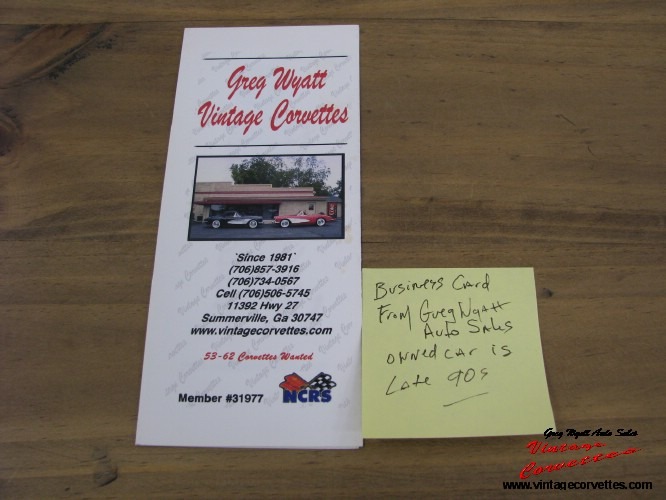 Greg Wyatt
Vintage Corvettes
'Since 1981'
(706)857-3916
(706)734-0567
Cell (706)506-5745
11392 Hwy 27
Summerville, Ga 30747
www.vintagecorvettes.com
53-62 Corvettes Wanted
Member #31977
NCRS
Business Card
From Greg Wyatt
Auto Sales
owned car is
Late 90s
Greg Wyatt Auto Sales
Vintage
Corvettes
www.vintagecorvettes.com